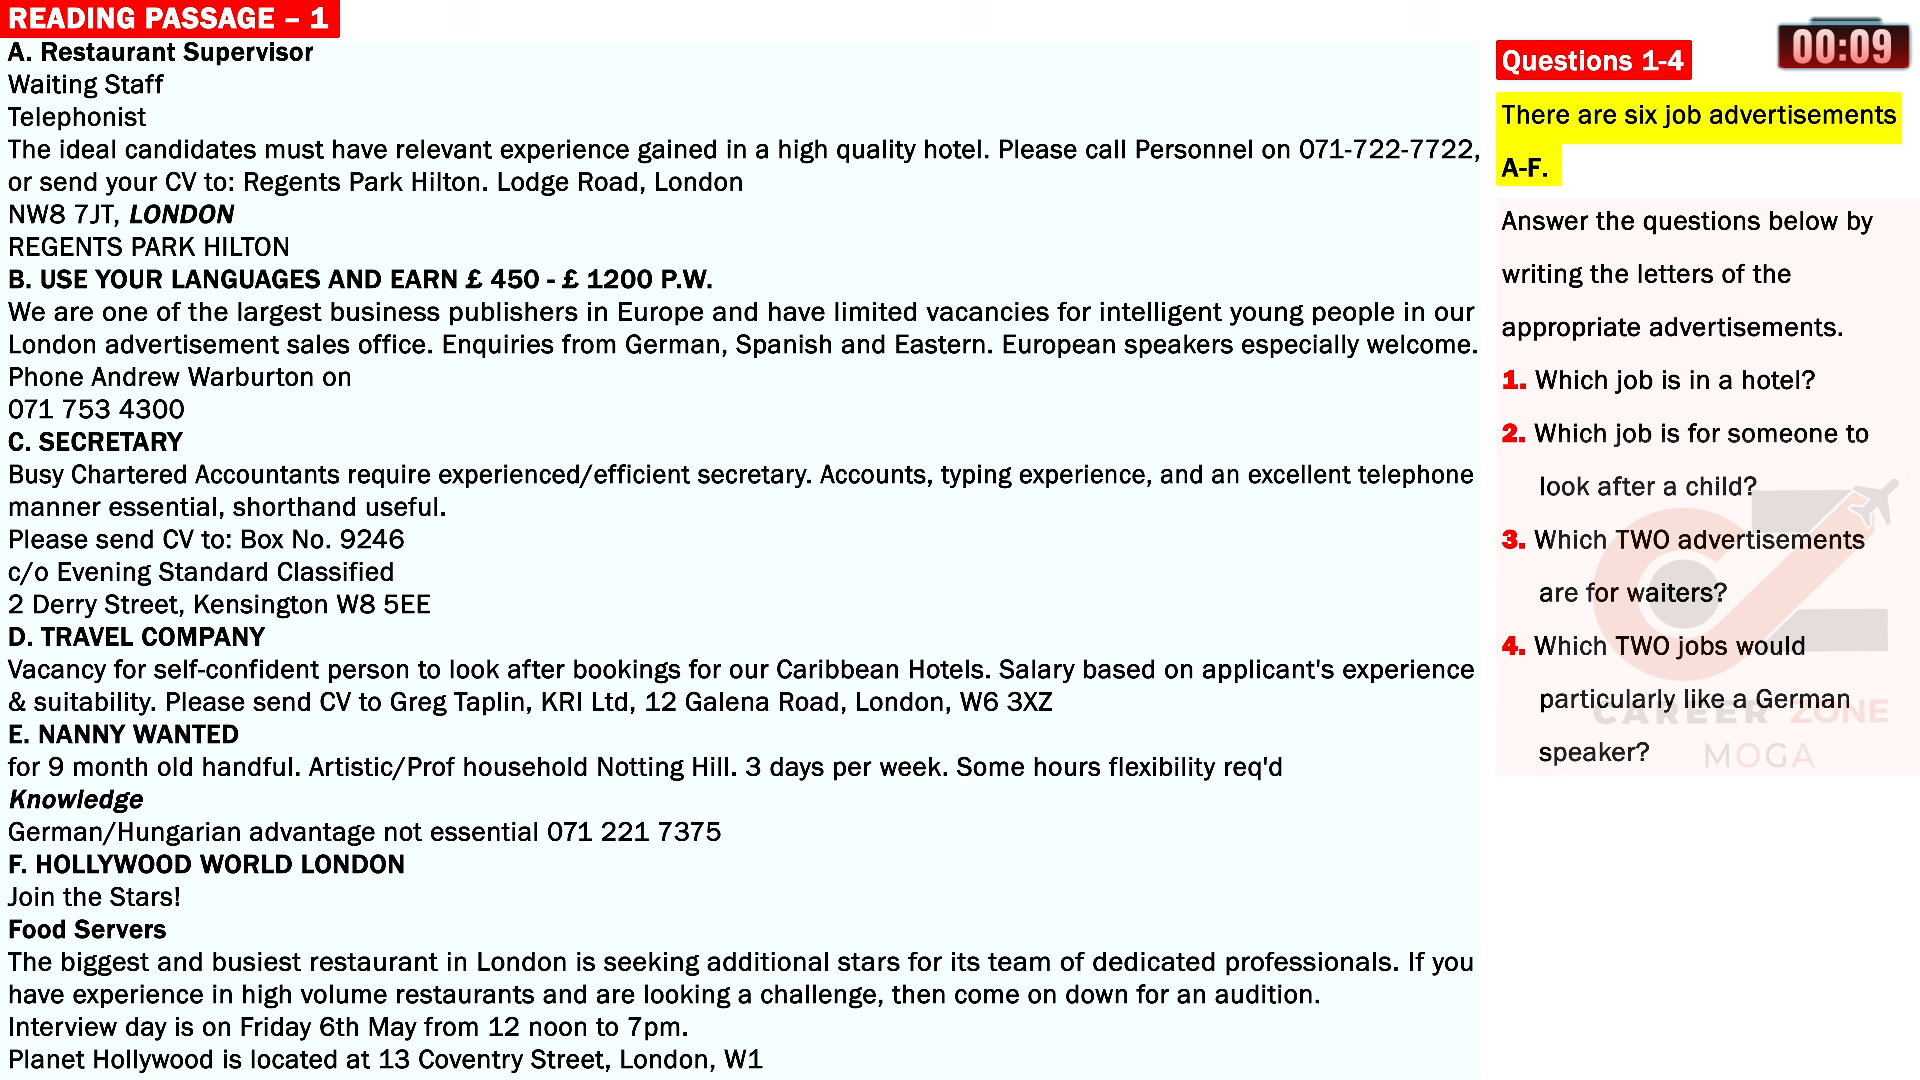 READING PASSAGE – 1
A. Restaurant Supervisor
Waiting Staff
Telephonist
The ideal candidates must have relevant experience gained in a high quality hotel. Please call Personnel on 071-722-7722,
or send your CV to: Regents Park Hilton. Lodge Road, London
NW8 7JT, LONDON
REGENTS PARK HILTON
B. USE YOUR LANGUAGES AND EARN £ 450 - £ 1200 P.W.
We are one of the largest business publishers in Europe and have limited vacancies for intelligent young people in our
London advertisement sales office. Enquiries from German, Spanish and Eastern. European speakers especially welcome.
Phone Andrew Warburton on
071 753 4300
C. SECRETARY
Busy Chartered Accountants require experienced/efficient secretary. Accounts, typing experience, and an excellent telephone
manner essential, shorthand useful.
Please send CV to: Box No. 9246
c/o Evening Standard Classified
2 Derry Street, Kensington W8 5EE
D. TRAVEL COMPANY
Vacancy for self-confident person to look after bookings for our Caribbean Hotels. Salary based on applicant's experience
& suitability. Please send CV to Greg Taplin, KRI Ltd, 12 Galena Road, London, W6 3XZ
E. NANNY WANTED
for 9 month old handful. Artistic/Prof household Notting Hill. 3 days per week. Some hours flexibility req'd
Knowledge
German/Hungarian advantage not essential 071 221 7375
F. HOLLYWOOD WORLD LONDON
Join the Stars!
Food Servers
The biggest and busiest restaurant in London is seeking additional stars for its team of dedicated professionals. If you
have experience in high volume restaurants and are looking a challenge, then come on down for an audition.
Interview day is on Friday 6th May from 12 noon to 7pm.
Planet Hollywood is located at 13 Coventry Street, London, W1
00:09
Questions 1-4
There are six job advertisements
A-F.
Answer the questions below by
writing the letters of the
appropriate advertisements.
1. Which job is in a hotel?
2. Which job is for someone to
look after a child?
3. Which TWO advertisements
are for waiters?
4. Which TWO jobs would
particularly like a German
speaker?
CAREER ZONE
MOGA